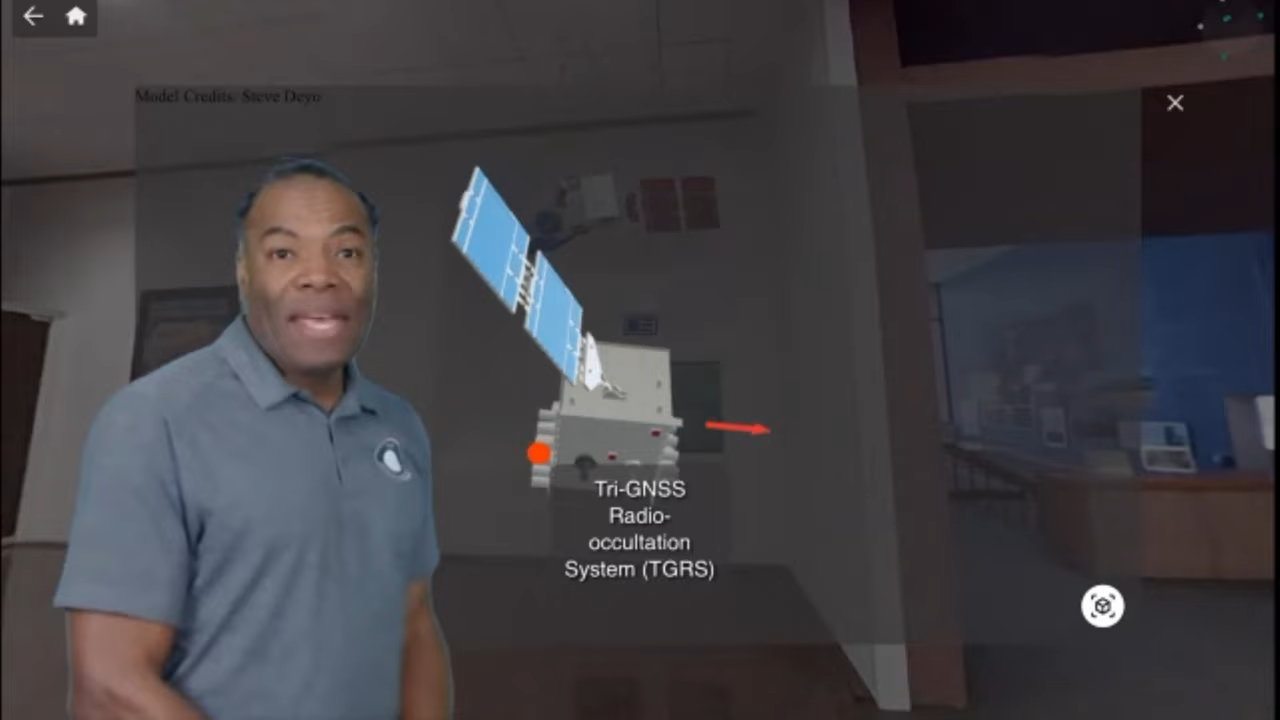 Model Credits: Steve Deyo
Tri-GNSS
Radio-
occultation
System (TGRS)